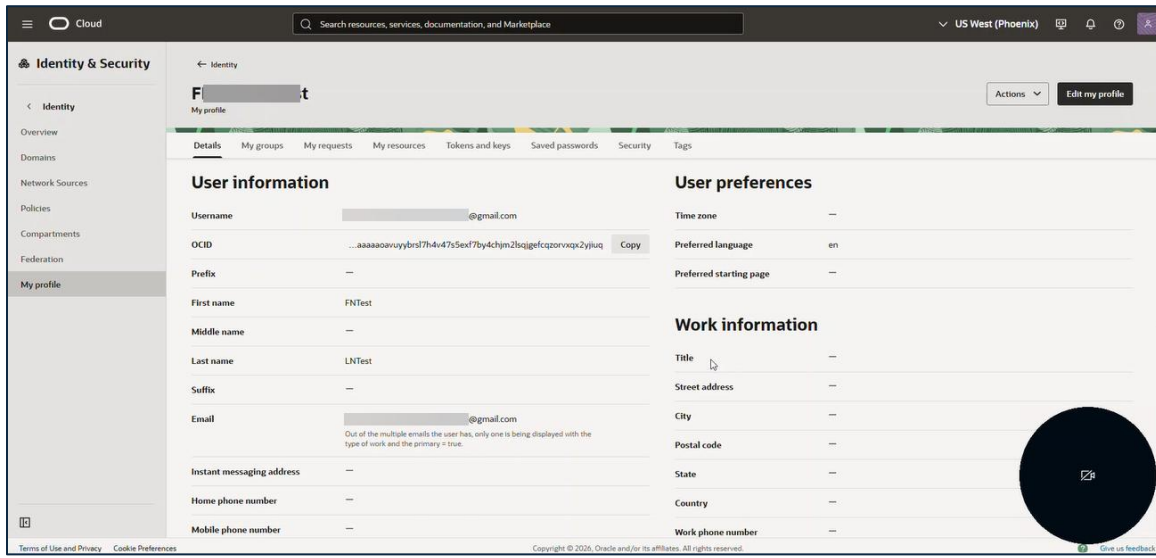 Cloud
Search resources, services, documentation, and Marketplace
US West (Phoenix)
Identity & Security
Identity
Overview
Domains
Network Sources
Policies
Compartments
Federation
My profile
Identity
My profile
Actions
Edit my profile
Details My groups My requests My resources Tokens and keys Saved passwords Security Tags
User information
Username @gmail.com
OCID ...aaaaaoavuyybrsl7h4v47s5exf7by4chjm2lsqjgefcqzorvxqx2yjiuq Copy
Prefix —
First name FNTest
Middle name —
Last name LNTest
Suffix —
Email @gmail.com
Out of the multiple emails the user has, only one is being displayed with the
type of work and the primary = true.
Instant messaging address —
Home phone number —
Mobile phone number —
User preferences
Time zone —
Preferred language en
Preferred starting page —
Work information
Title —
Street address —
City —
Postal code —
State —
Country —
Work phone number —
Terms of Use and Privacy Cookie Preferences
Copyright © 2026, Oracle and/or its affiliates. All rights reserved.
Give us feedback